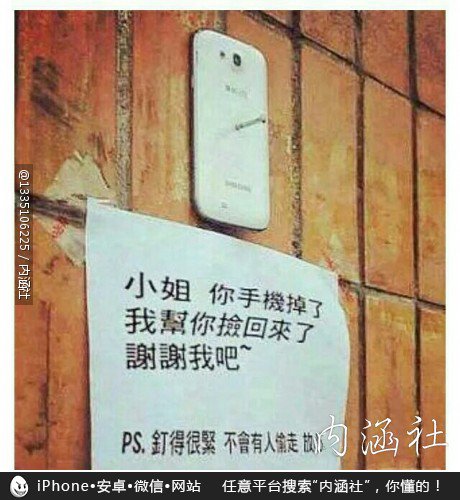 SAMSUNG
小姐 你手機掉了
我幫你撿回來了
謝謝我吧~
PS. 釘得很緊 不會有人偷走 放
内涵社
@1335106225 / 内涵社
iPhone•安卓•微信•网站 任意平台搜索“内涵社”，你懂的！